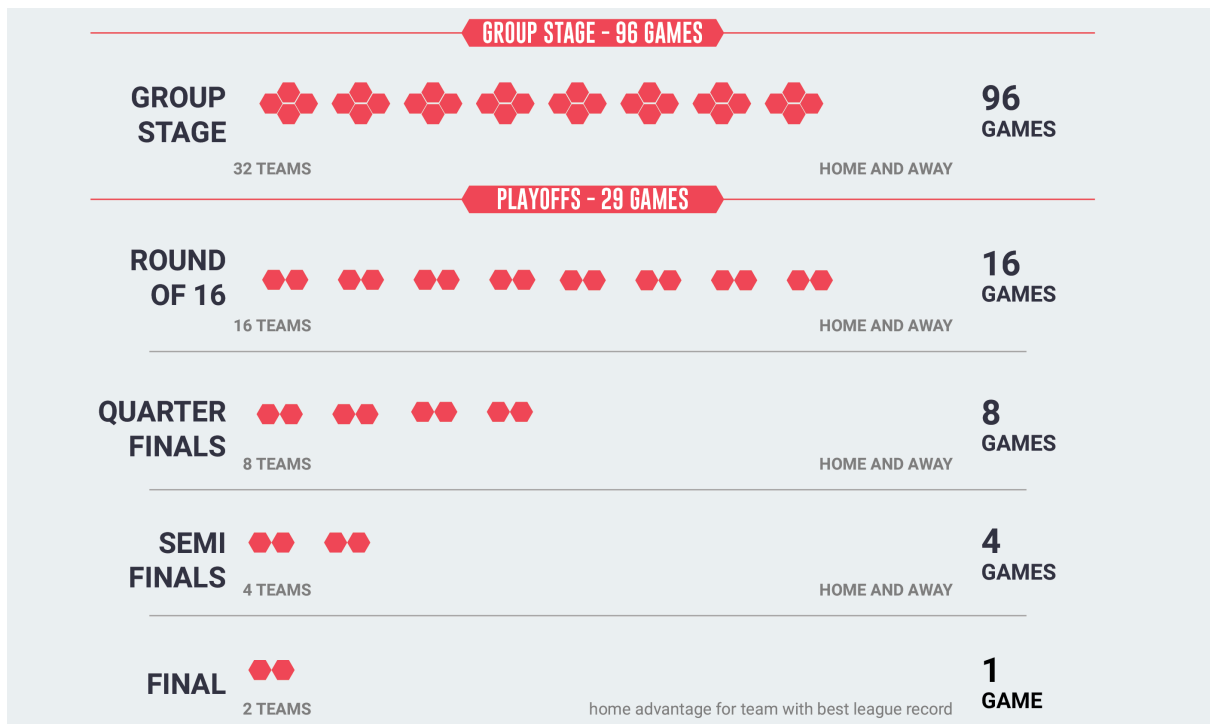 GROUP STAGE - 96 GAMES
GROUP
STAGE
96
GAMES
32 TEAMS
HOME AND AWAY
PLAYOFFS - 29 GAMES
ROUND
OF 16
16
GAMES
16 TEAMS
HOME AND AWAY
QUARTER
FINALS
8
GAMES
8 TEAMS
HOME AND AWAY
SEMI
FINALS
4
GAMES
4 TEAMS
HOME AND AWAY
FINAL
1
GAME
2 TEAMS
home advantage for team with best league record